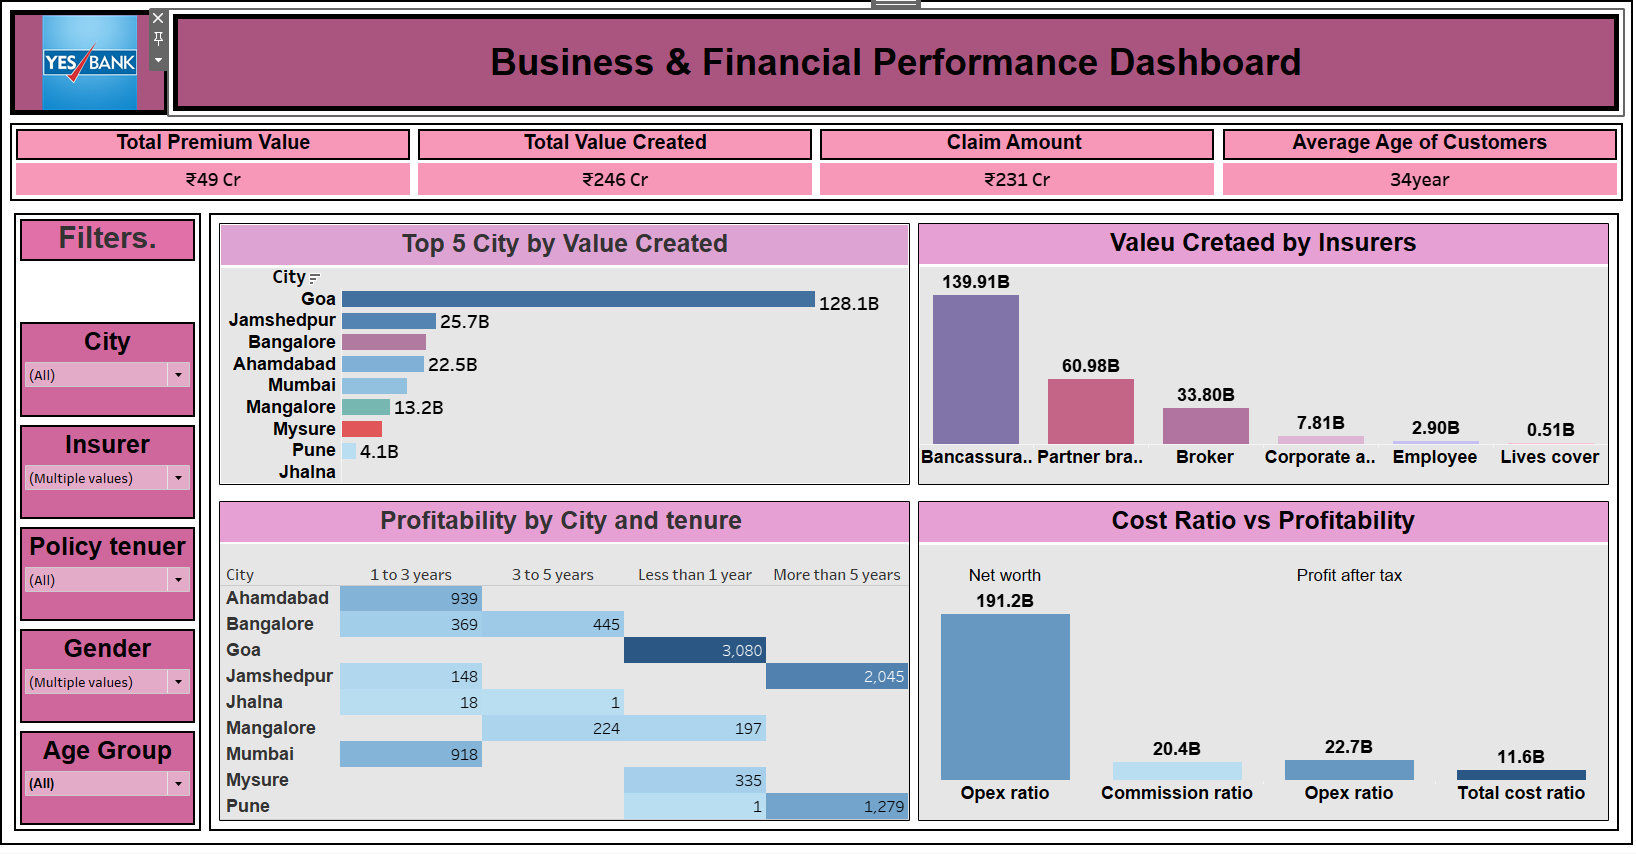 YES BANK
Business & Financial Performance Dashboard
Total Premium Value
₹49 Cr
Total Value Created
₹246 Cr
Claim Amount
₹231 Cr
Average Age of Customers
34year
Filters.
City
(All)
Insurer
(Multiple values)
Policy tenuer
(All)
Gender
(Multiple values)
Age Group
(All)
Top 5 City by Value Created
City
Goa 128.1B
Jamshedpur 25.7B
Bangalore
Ahamdabad 22.5B
Mumbai
Mangalore 13.2B
Mysure
Pune 4.1B
Jhalna
Valeu Cretaed by Insurers
139.91B 60.98B 33.80B 7.81B 2.90B 0.51B
Bancassura.. Partner bra.. Broker Corporate a.. Employee Lives cover
Profitability by City and tenure
City 1 to 3 years 3 to 5 years Less than 1 year More than 5 years
Ahamdabad 939
Bangalore 369 445
Goa 3,080
Jamshedpur 148 2,045
Jhalna 18 1
Mangalore 224 197
Mumbai 918
Mysure 335
Pune 1 1,279
Cost Ratio vs Profitability
Net worth Profit after tax
191.2B 20.4B 22.7B 11.6B
Opex ratio Commission ratio Opex ratio Total cost ratio